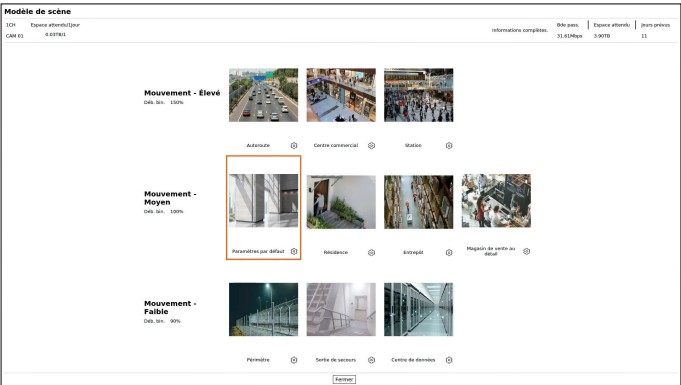 Modèle de scène
1CH Espace attendu/1Jour
CAM 01 0.03TB/1
Informations complètes.
Bde pass. Espace attendu Jours prévus
31.61Mbps 3.90TB 11
Mouvement - Élevé
Déb. bin. 150%
Autoroute
Centre commercial
Station
Mouvement -
Moyen
Déb. bin. 100%
Paramètres par défaut
Résidence
Entrepôt
Magasin de vente au
détail
Mouvement -
Faible
Déb. bin. 90%
Périmètre
Sortie de secours
Centre de données
Fermer